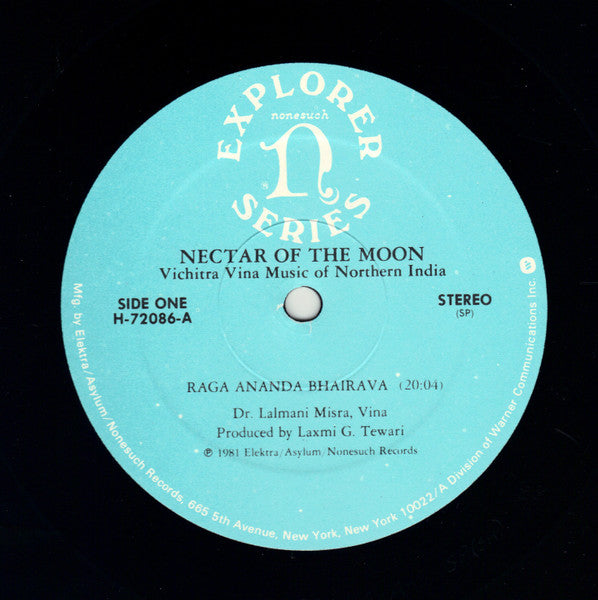 EXPLORER
nonesuch
n
SERIES
NECTAR OF THE MOON
Vichitra Vina Music of Northern India
SIDE ONE
H-72086-A
STEREO
(SP)
RAGA ANANDA BHAIRAVA (20:04)
Dr. Lalmani Misra, Vina
Produced by Laxmi G. Tewari
℗ 1981 Elektra/Asylum/Nonesuch Records
Mfg. by Elektra/Asylum/Nonesuch Records, 665 5th Avenue, New York, New York 10022/A Division of Warner Communications Inc.